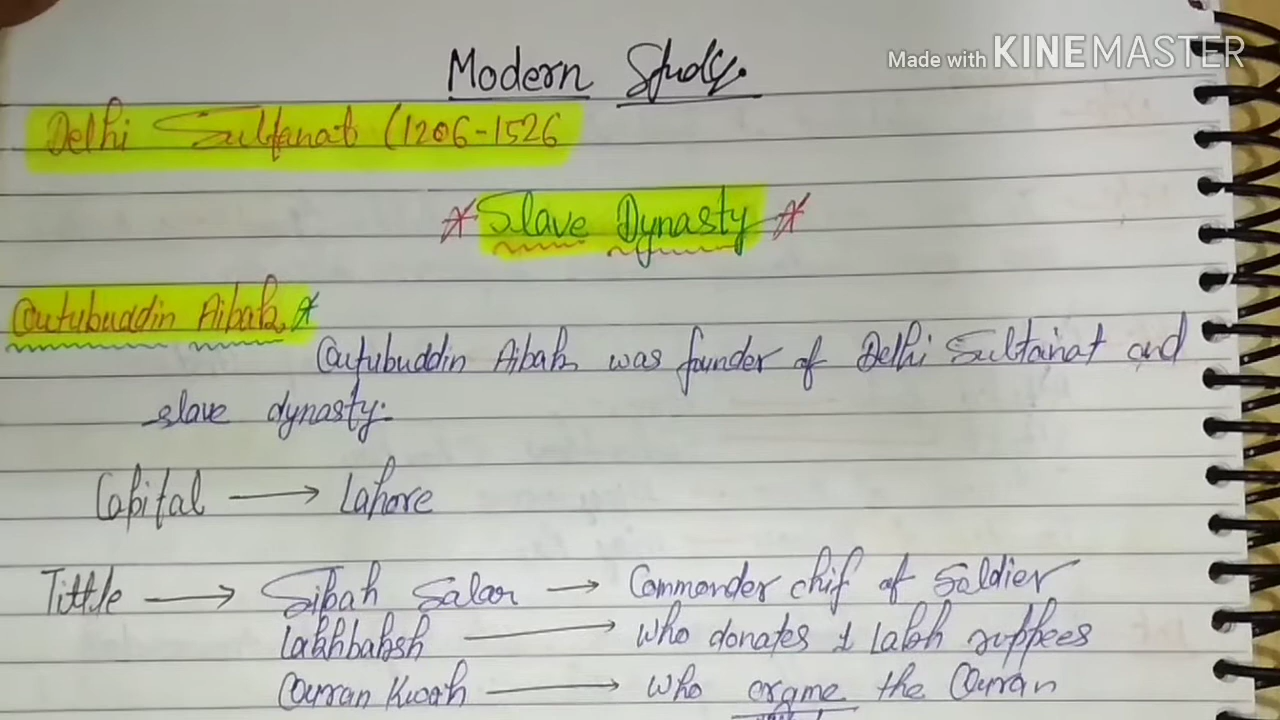 Modern Study.
Made with KINEMASTER
Delhi Sultanat (1206-1526
Slave Dynasty
Qutubuddin Aibak
Qutubuddin Aibak was founder of Delhi Sultanat and
slave dynasty.
Capital → Lahore
Tittle → Sipah Salar → Commander chif of Soldier
Lakhbaksh → who donates 1 Lakh ruppees
Quran Kwah → who the Quran